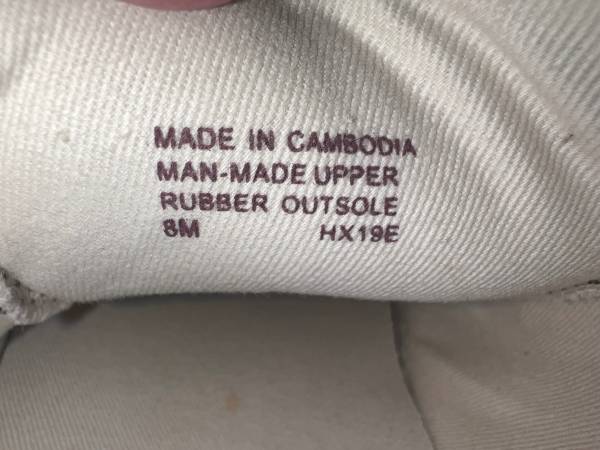 MADE IN CAMBODIA
MAN-MADE UPPER
RUBBER OUTSOLE
8M HX19E